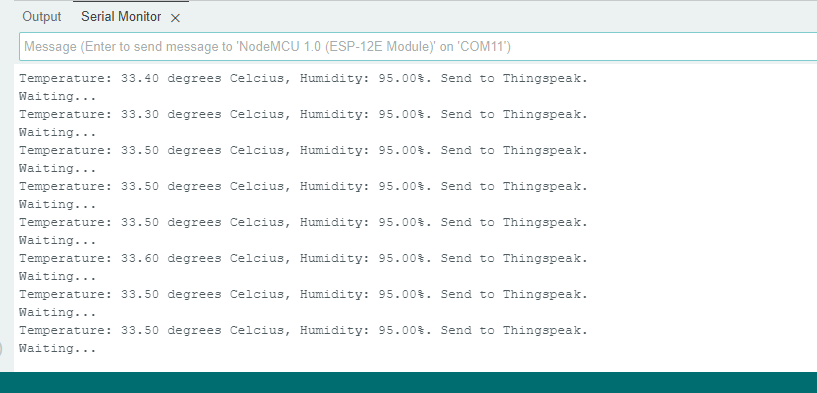 Output Serial Monitor
Message (Enter to send message to 'NodeMCU 1.0 (ESP-12E Module)' on 'COM11')
Temperature: 33.40 degrees Celcius, Humidity: 95.00%. Send to Thingspeak.
Waiting...
Temperature: 33.30 degrees Celcius, Humidity: 95.00%. Send to Thingspeak.
Waiting...
Temperature: 33.50 degrees Celcius, Humidity: 95.00%. Send to Thingspeak.
Waiting...
Temperature: 33.50 degrees Celcius, Humidity: 95.00%. Send to Thingspeak.
Waiting...
Temperature: 33.50 degrees Celcius, Humidity: 95.00%. Send to Thingspeak.
Waiting...
Temperature: 33.60 degrees Celcius, Humidity: 95.00%. Send to Thingspeak.
Waiting...
Temperature: 33.50 degrees Celcius, Humidity: 95.00%. Send to Thingspeak.
Waiting...
Temperature: 33.50 degrees Celcius, Humidity: 95.00%. Send to Thingspeak.
Waiting...